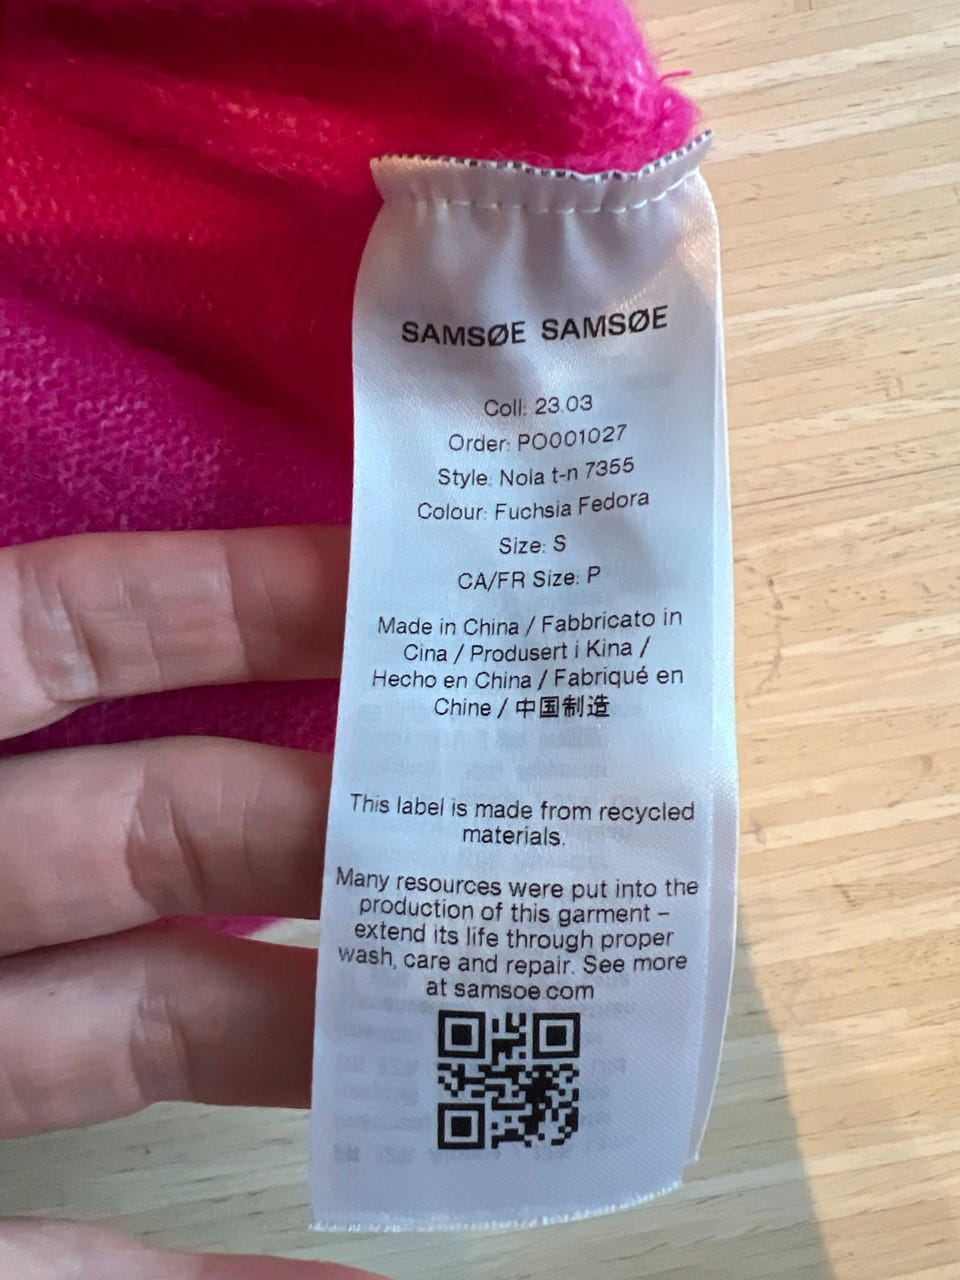 SAMSØE SAMSØE
Coll: 23.03
Order: PO001027
Style: Nola t-n 7355
Colour: Fuchsia Fedora
Size: S
CA/FR Size: P
Made in China / Fabbricato in
Cina / Produsert i Kina /
Hecho en China / Fabriqué en
Chine / 中国制造
This label is made from recycled
materials.
Many resources were put into the
production of this garment –
extend its life through proper
wash, care and repair. See more
at samsoe.com